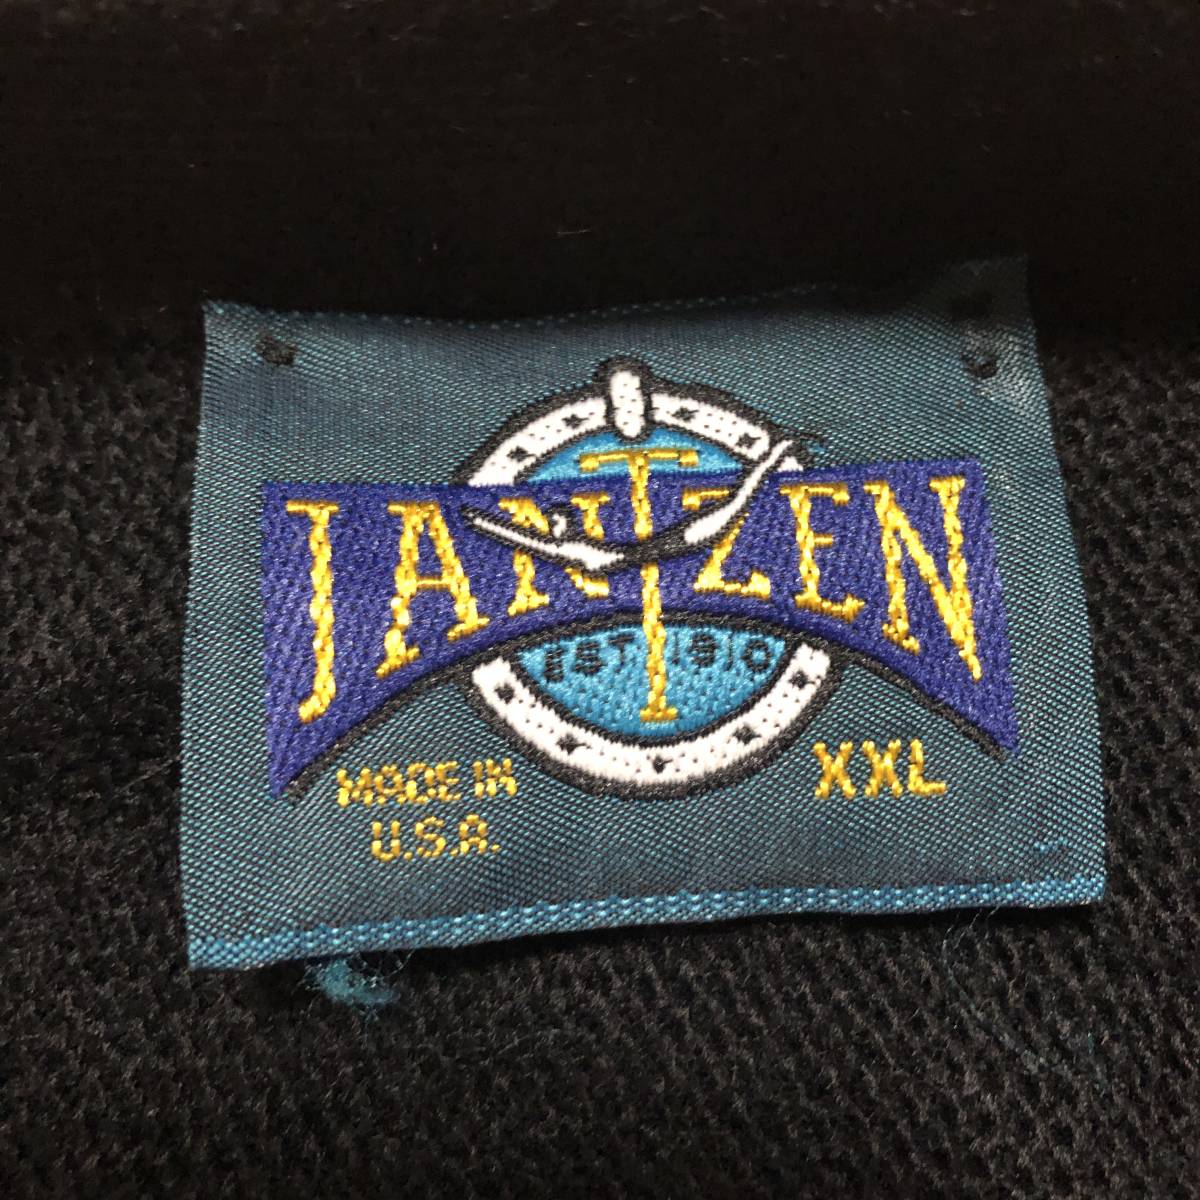 JANTZEN
EST. 1910
MADE IN
U.S.A.
XXL